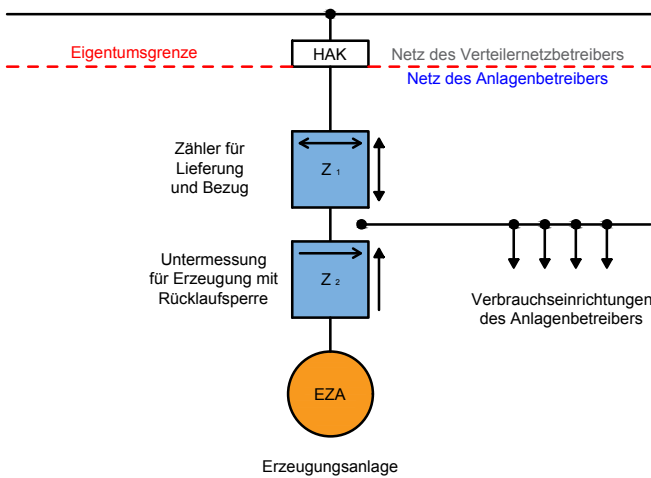 Eigentumsgrenze
HAK
Netz des Verteilernetzbetreibers
Netz des Anlagenbetreibers
Zähler für
Lieferung
und Bezug
Z 1
Untermessung
für Erzeugung mit
Rücklaufsperre
Z 2
Verbrauchseinrichtungen
des Anlagenbetreibers
EZA
Erzeugungsanlage